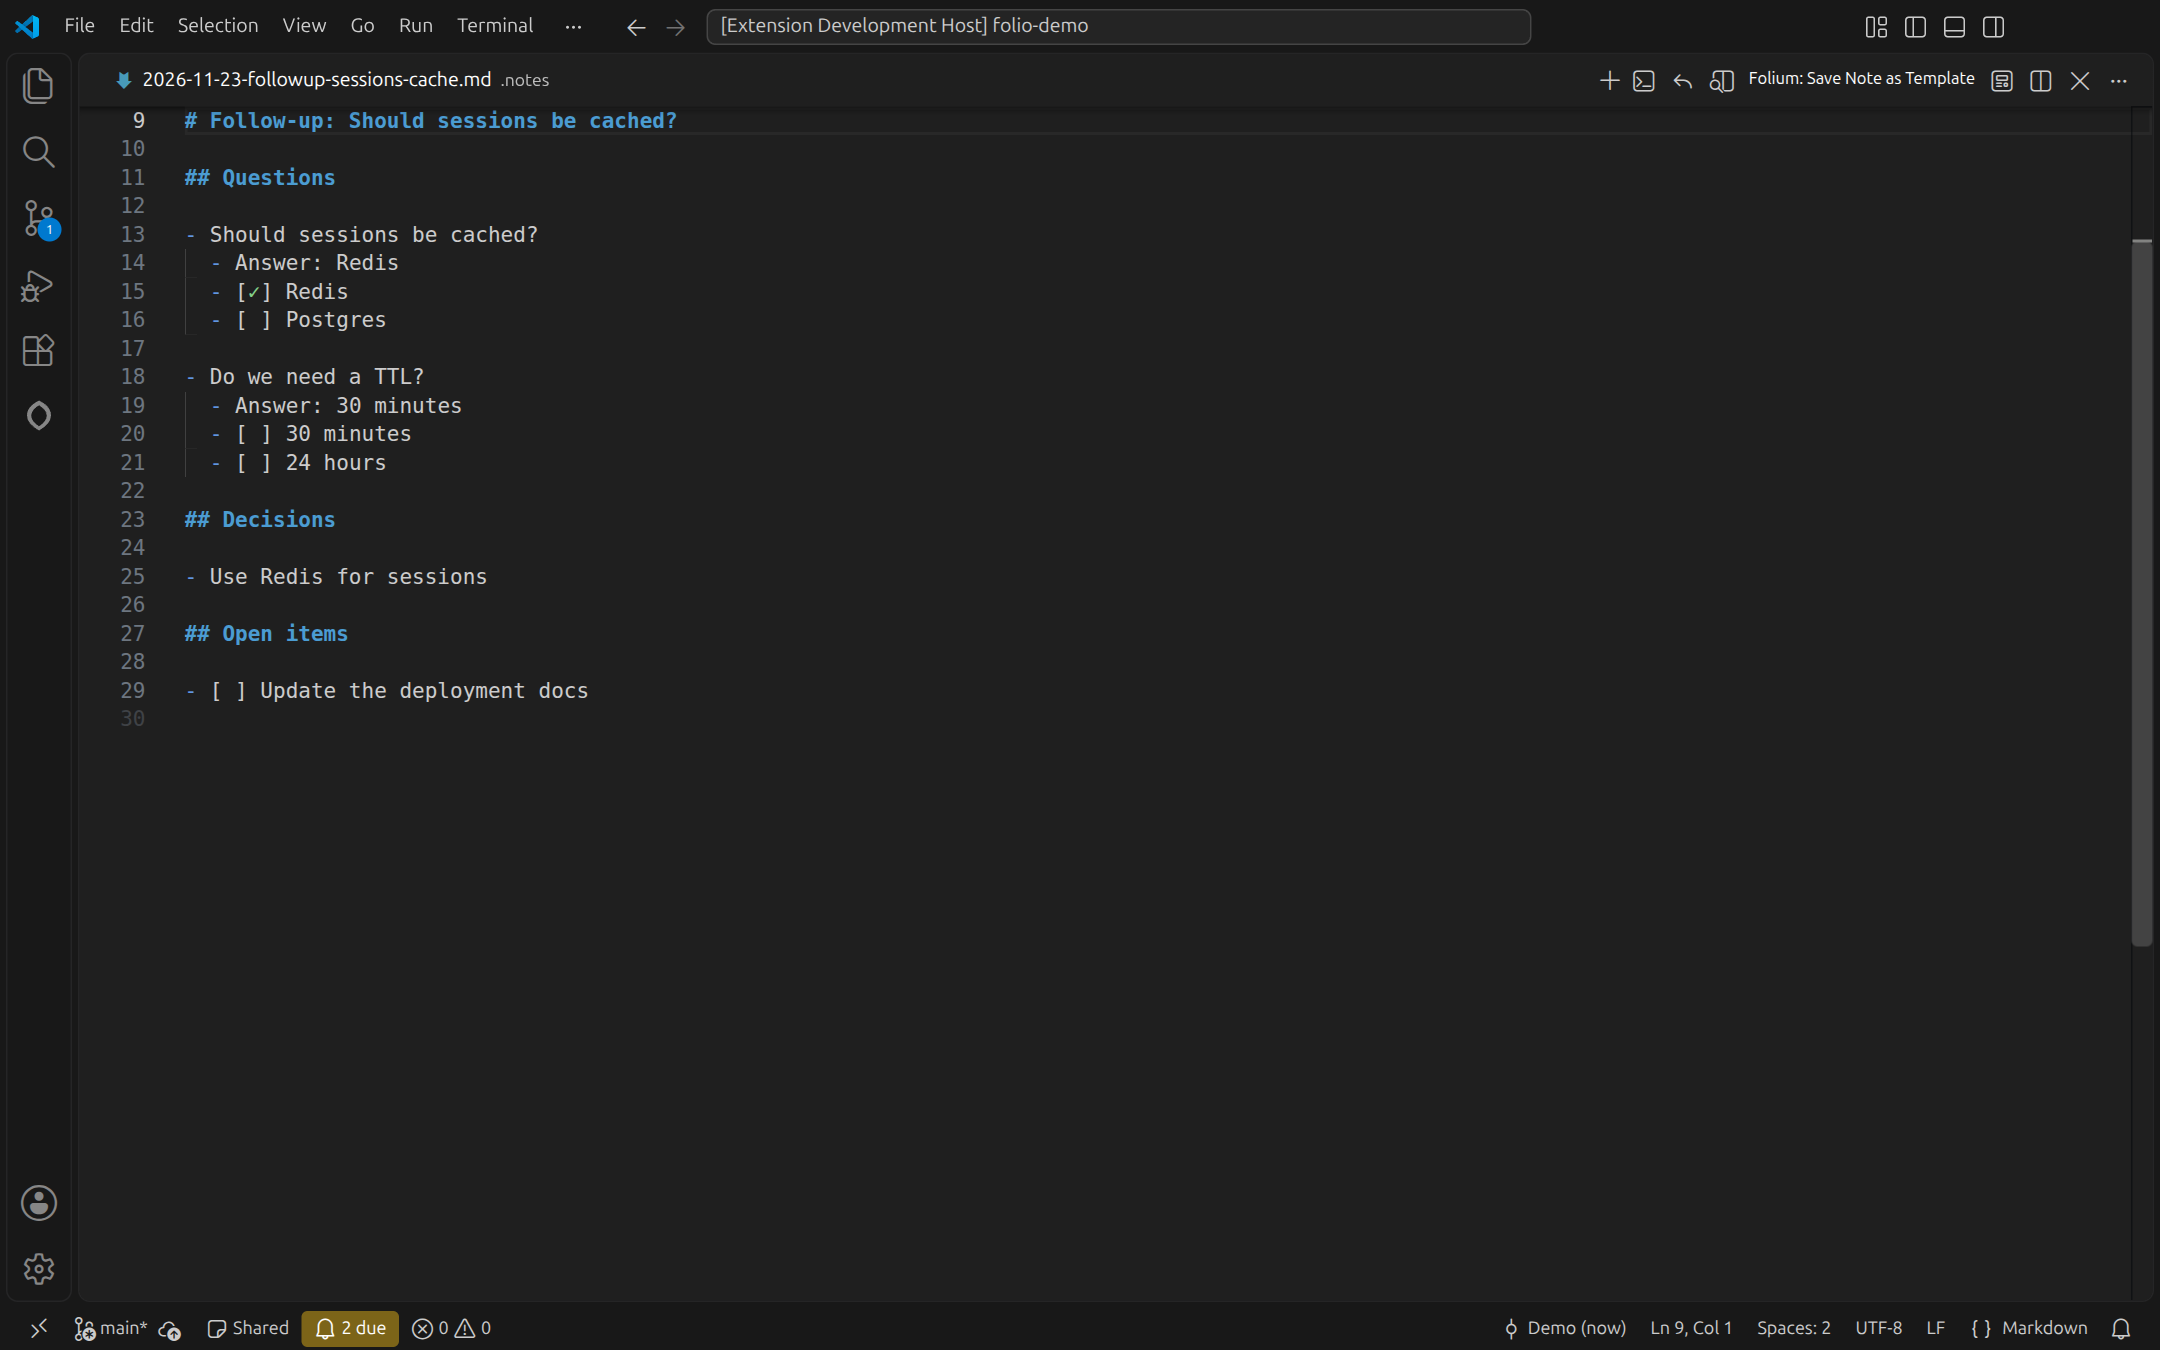 File Edit Selection View Go Run Terminal ··· [Extension Development Host] folio-demo
2026-11-23-followup-sessions-cache.md .notes Folium: Save Note as Template
9 # Follow-up: Should sessions be cached?
10
11 ## Questions
12
13 - Should sessions be cached?
14 - Answer: Redis
15 - [✓] Redis
16 - [ ] Postgres
17
18 - Do we need a TTL?
19 - Answer: 30 minutes
20 - [ ] 30 minutes
21 - [ ] 24 hours
22
23 ## Decisions
24
25 - Use Redis for sessions
26
27 ## Open items
28
29 - [ ] Update the deployment docs
30
1
main* Shared 2 due 0 0 Demo (now) Ln 9, Col 1 Spaces: 2 UTF-8 LF { } Markdown